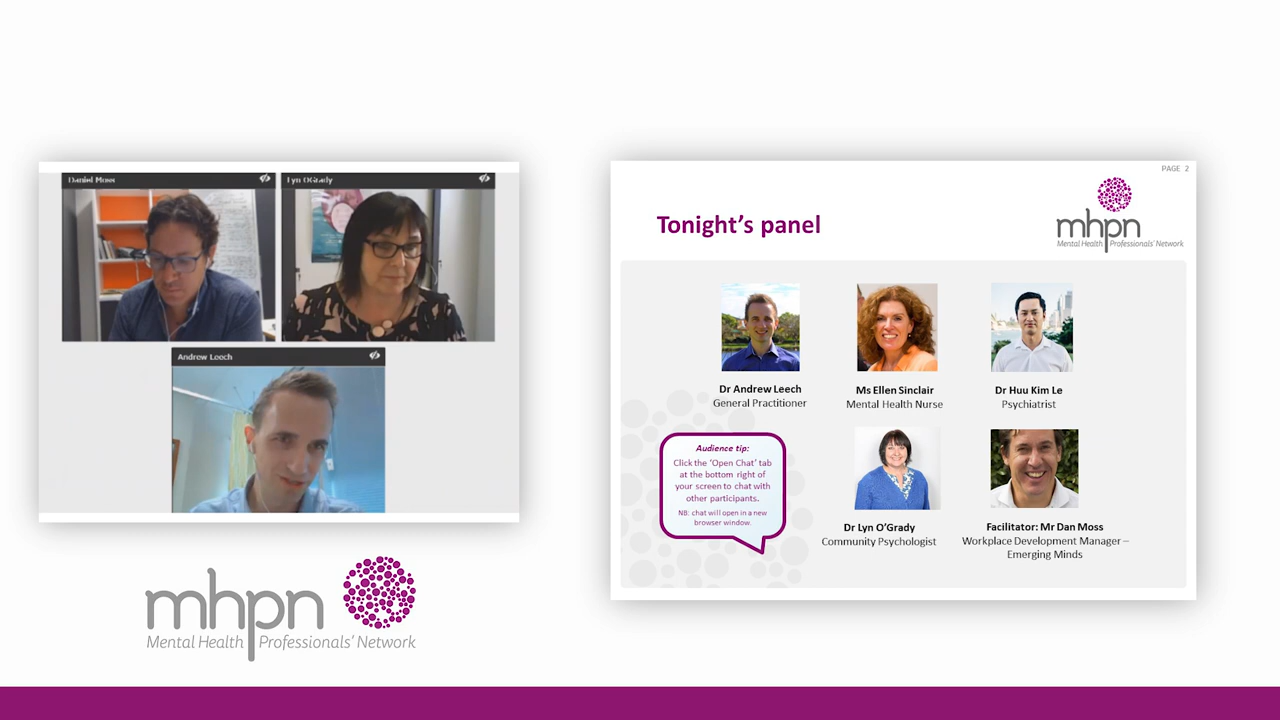 Daniel Moss
Lyn OGrady
Andrew Leech
mhpn
Mental Health Professionals' Network
PAGE 2
Tonight's panel
mhpn
Mental Health Professionals' Network
Dr Andrew Leech
General Practitioner
Ms Ellen Sinclair
Mental Health Nurse
Dr Huu Kim Le
Psychiatrist
Audience tip:
Click the 'Open Chat' tab
at the bottom right of
your screen to chat with
other participants.
NB: chat will open in a new
browser window.
Dr Lyn O'Grady
Community Psychologist
Facilitator: Mr Dan Moss
Workplace Development Manager –
Emerging Minds